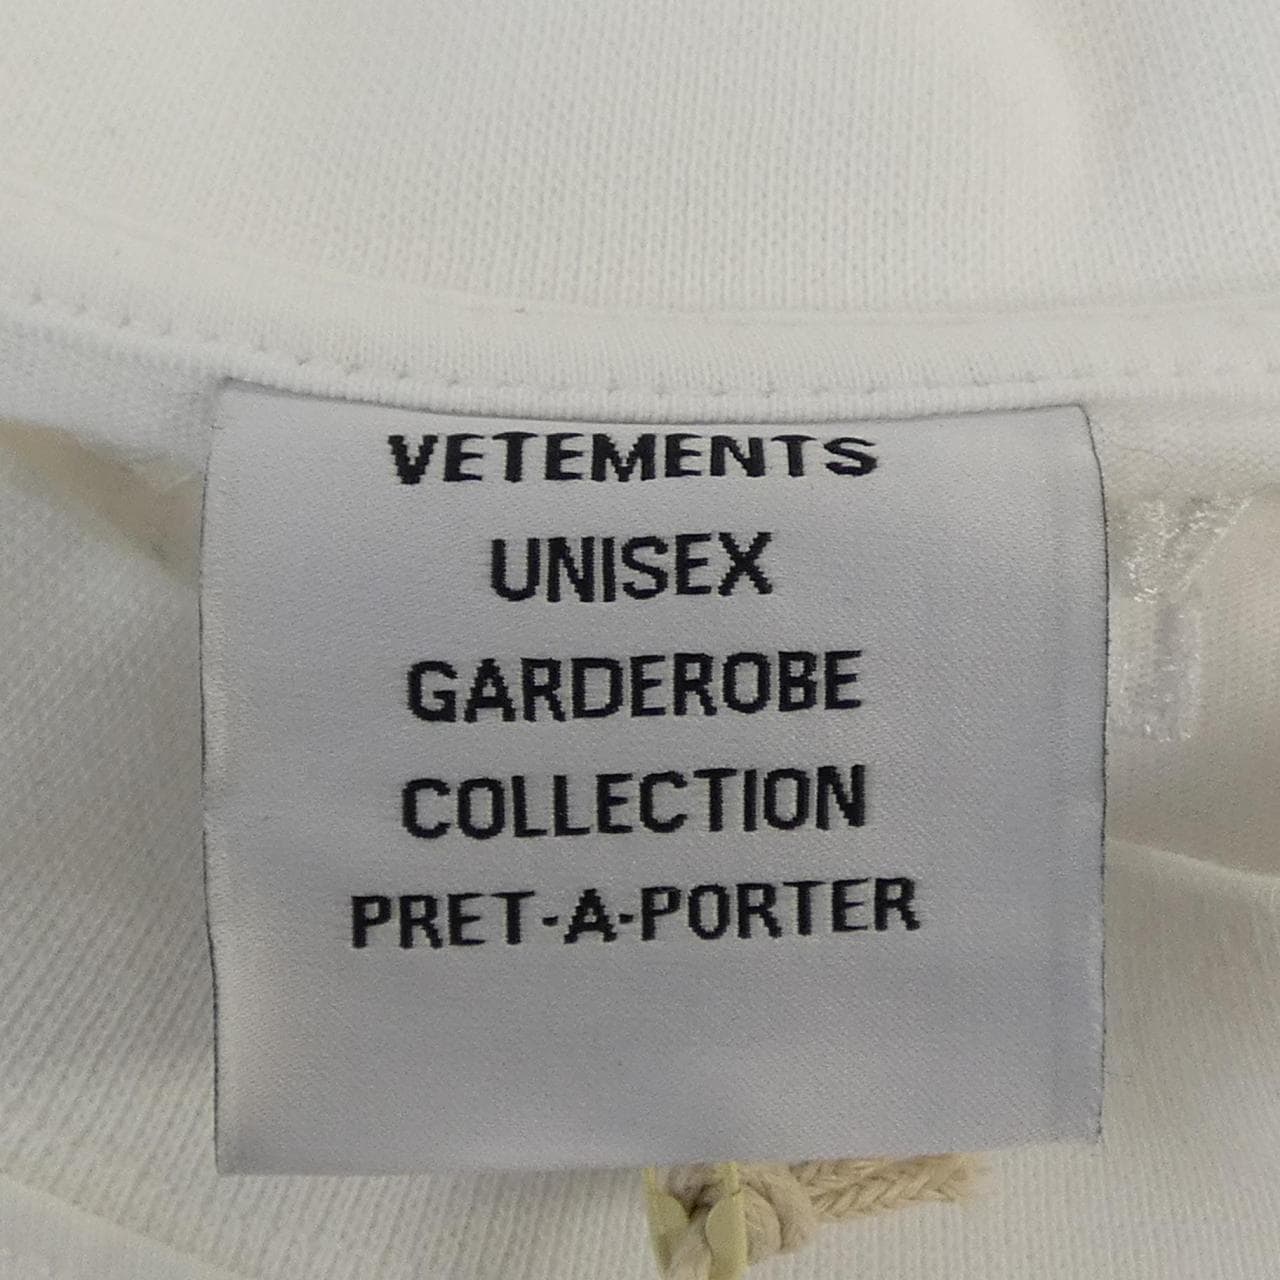 VETEMENTS
UNISEX
GARDEROBE
COLLECTION
PRET-A-PORTER